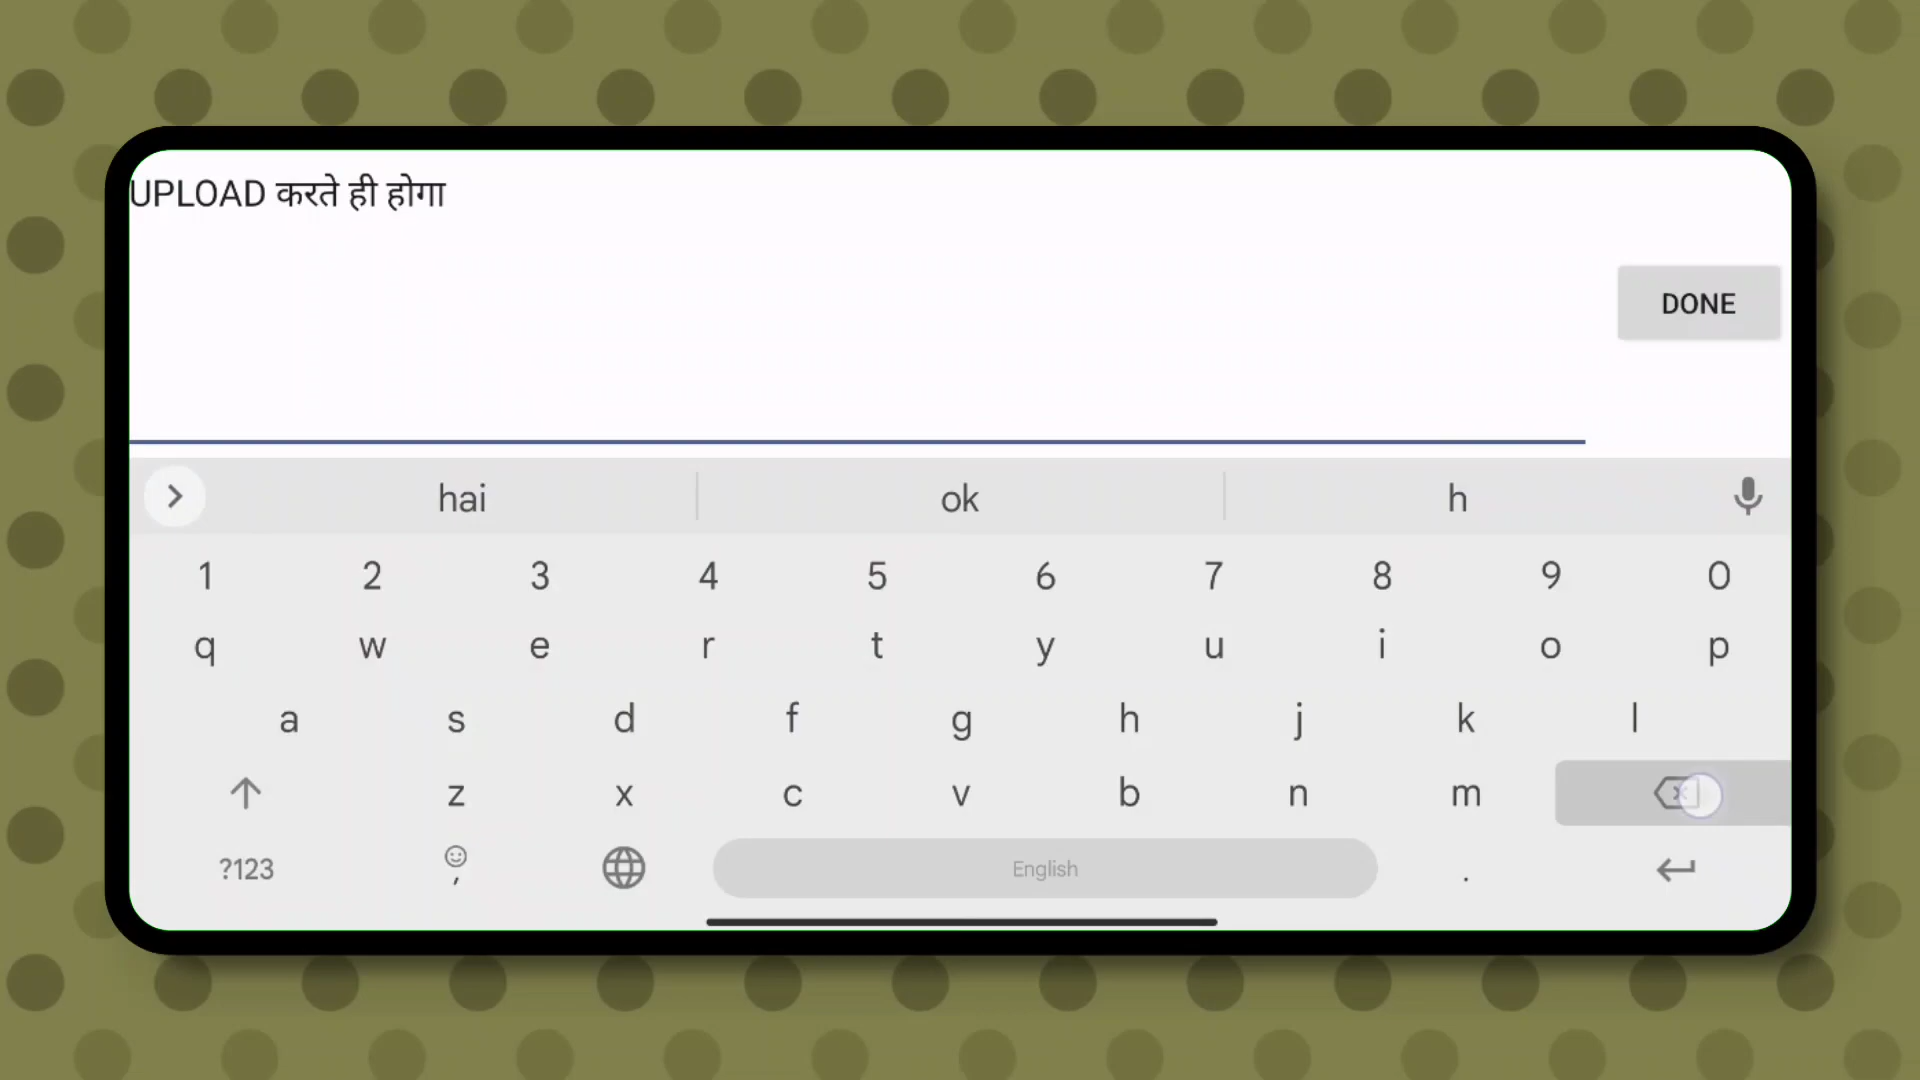 UPLOAD करते ही होगा
DONE
hai ok h
1 2 3 4 5 6 7 8 9 0
q w e r t y u i o p
a s d f g h j k l
z x c v b n m
?123 , English .